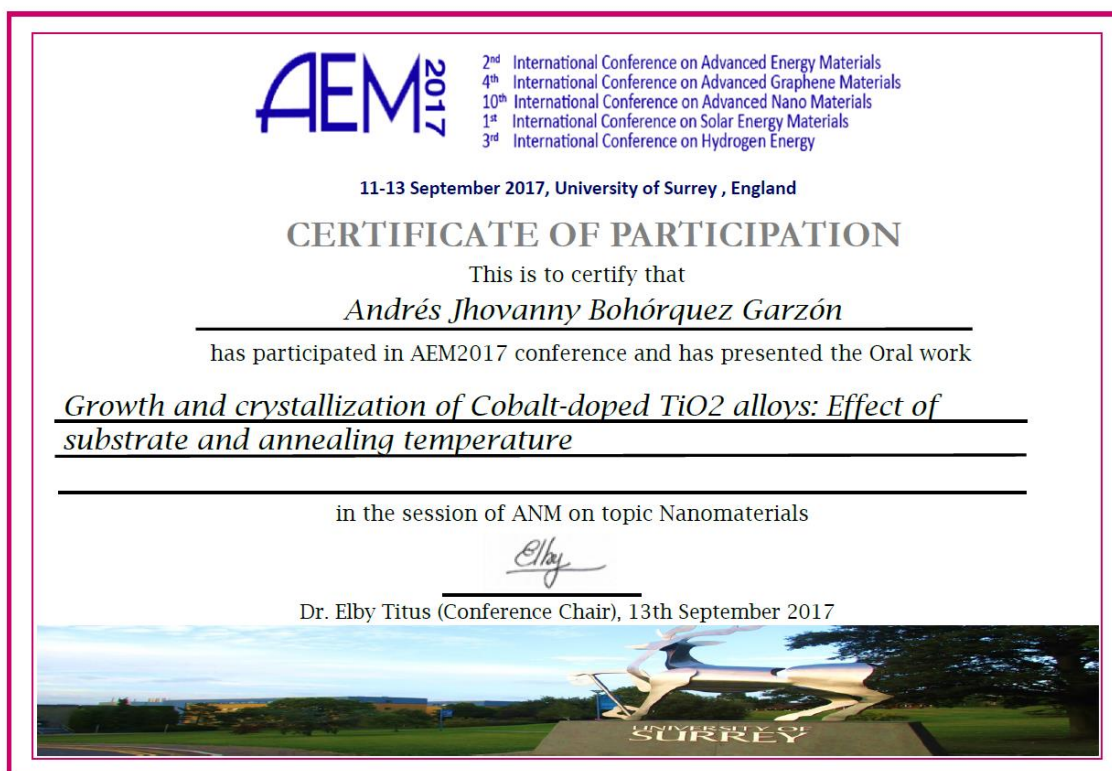 AEM 2017
2nd International Conference on Advanced Energy Materials
4th International Conference on Advanced Graphene Materials
10th International Conference on Advanced Nano Materials
1st International Conference on Solar Energy Materials
3rd International Conference on Hydrogen Energy
11-13 September 2017, University of Surrey , England
CERTIFICATE OF PARTICIPATION
This is to certify that
Andrés Jhovanny Bohórquez Garzón
has participated in AEM2017 conference and has presented the Oral work
Growth and crystallization of Cobalt-doped TiO2 alloys: Effect of
substrate and annealing temperature
in the session of ANM on topic Nanomaterials
Elby
Dr. Elby Titus (Conference Chair), 13th September 2017
UNIVERSITY OF
SURREY